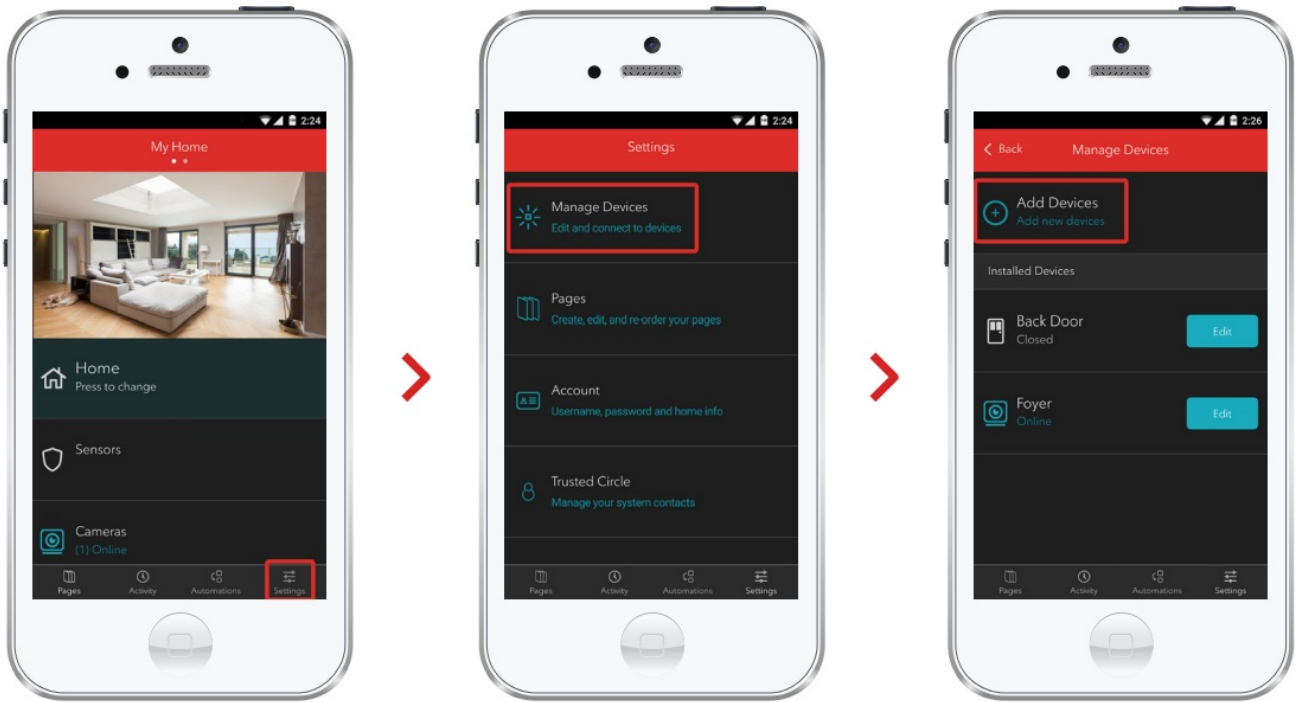 2:24
My Home
Home
Press to change
Sensors
Cameras
(1) Online
Pages
Activity
Automations
Settings
2:24
Settings
Manage Devices
Edit and connect to devices
Pages
Create, edit, and re-order your pages
Account
Username, password and home info
Trusted Circle
Manage your system contacts
Pages
Activity
Automations
Settings
2:26
Back
Manage Devices
Add Devices
Add new devices
Installed Devices
Back Door
Closed
Edit
Foyer
Online
Edit
Pages
Activity
Automations
Settings